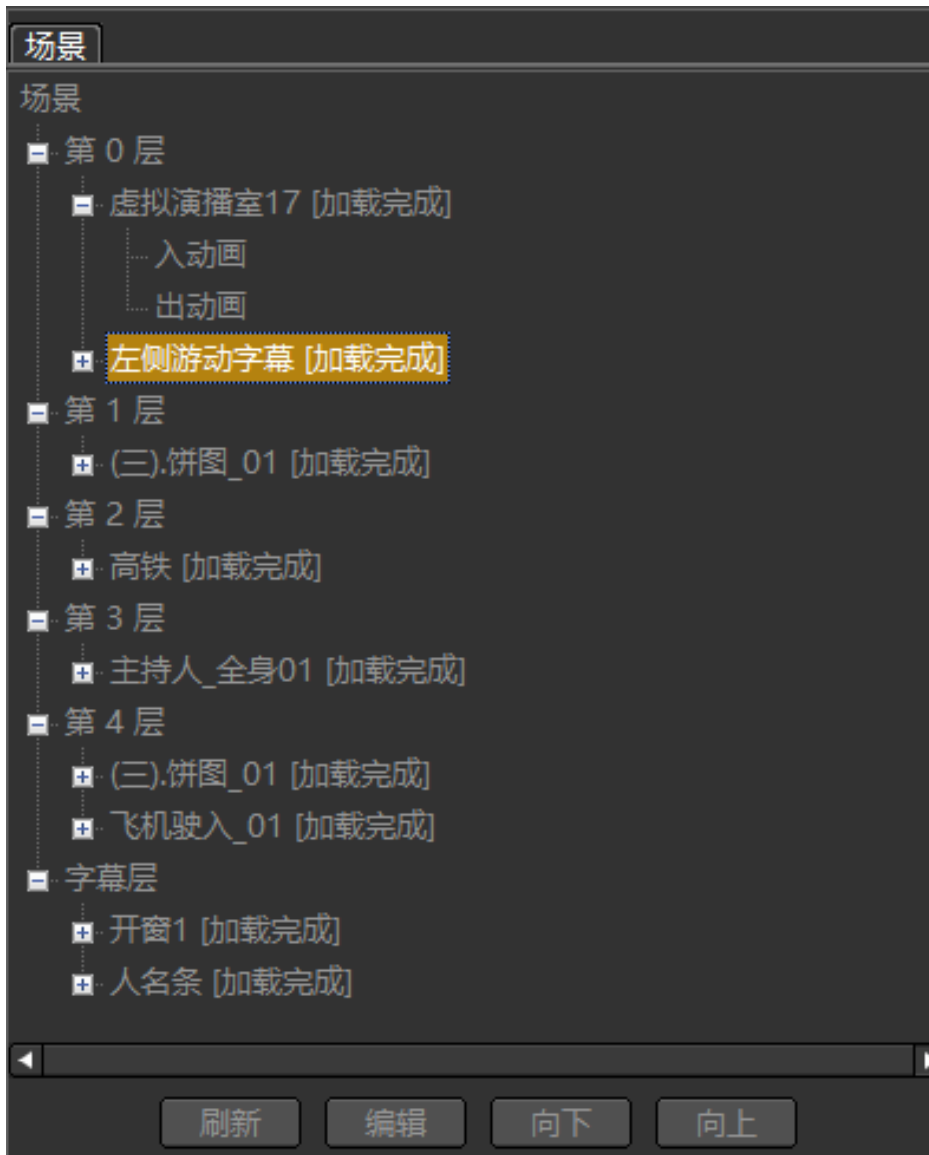 场景
场景
第 0 层
虚拟演播室17 [加载完成]
入动画
出动画
左侧游动字幕 [加载完成]
第 1 层
(三).饼图_01 [加载完成]
第 2 层
高铁 [加载完成]
第 3 层
主持人_全身01 [加载完成]
第 4 层
(三).饼图_01 [加载完成]
飞机驶入_01 [加载完成]
字幕层
开窗1 [加载完成]
人名条 [加载完成]
刷新 编辑 向下 向上